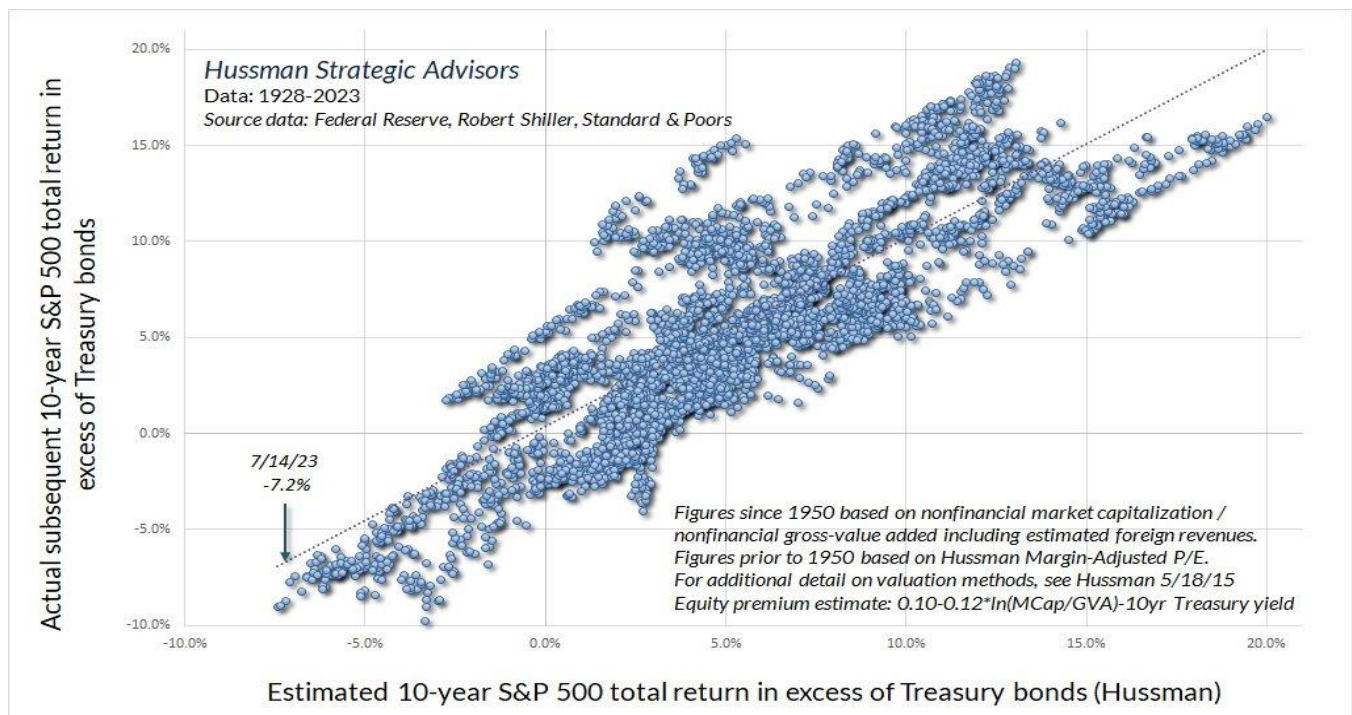 Actual subsequent 10-year S&P 500 total return in
excess of Treasury bonds
20.0%
15.0%
10.0%
5.0%
0.0%
-5.0%
-10.0%
Hussman Strategic Advisors
Data: 1928-2023
Source data: Federal Reserve, Robert Shiller, Standard & Poors
7/14/23
-7.2%
Figures since 1950 based on nonfinancial market capitalization /
nonfinancial gross-value added including estimated foreign revenues.
Figures prior to 1950 based on Hussman Margin-Adjusted P/E.
For additional detail on valuation methods, see Hussman 5/18/15
Equity premium estimate: 0.10-0.12*ln(MCap/GVA)-10yr Treasury yield
-10.0%
-5.0%
0.0%
5.0%
10.0%
15.0%
20.0%
Estimated 10-year S&P 500 total return in excess of Treasury bonds (Hussman)